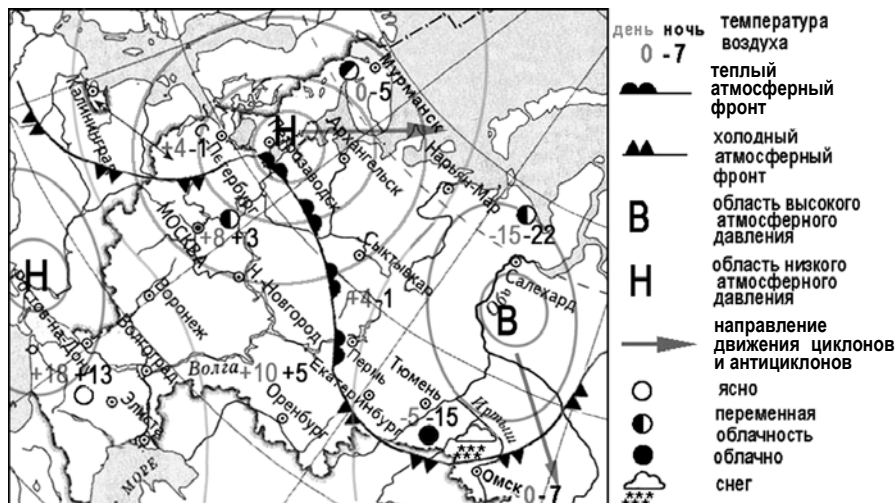 Мурманск
0 -5
Калининград
С.Петербург
+4 -1
Н
Петрозаводск
Архангельск
Нарьян-Мар
МОСКВА
+8 +3
-15 -22
Сыктывкар
Салехард
Обь
Н
В
Н. Новгород
+4 -1
Ростов-на-Дону
Воронеж
Волгоград
Волга
+10 +5
Пермь
Тюмень
Екатеринбург
Иртыш
+18 +13
Элиста
Оренбург
-5 -15
МОРЕ
Омск
0 -7
день ночь
0 -7
температура
воздуха
теплый
атмосферный
фронт
холодный
атмосферный
фронт
В
область высокого
атмосферного
давления
Н
область низкого
атмосферного
давления
направление
движения циклонов
и антициклонов
ясно
переменная
облачность
облачно
снег